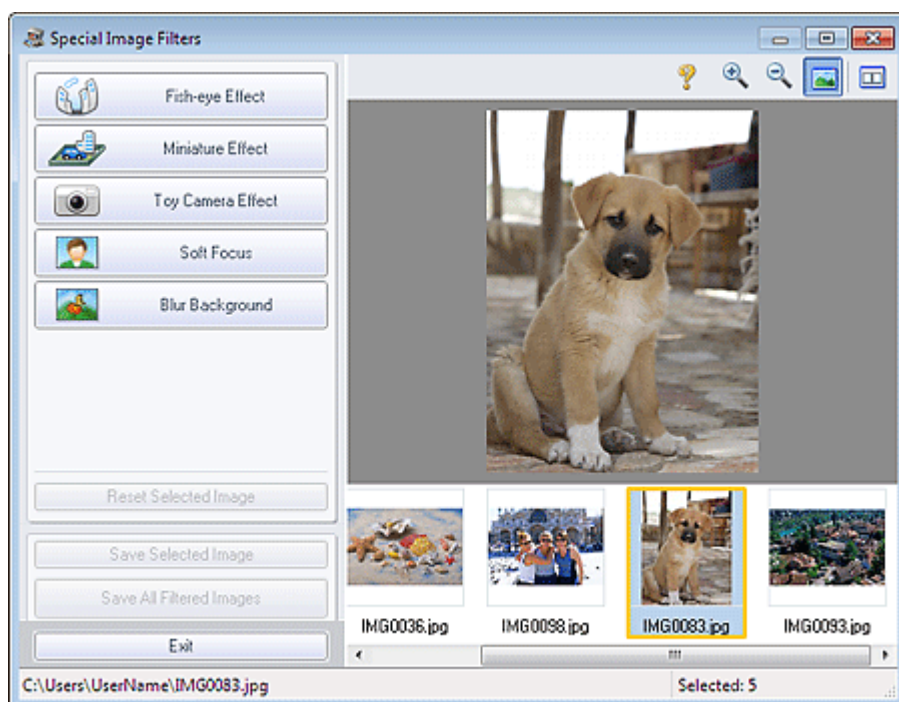 Special Image Filters
Fish-eye Effect
Miniature Effect
Toy Camera Effect
Soft Focus
Blur Background
Reset Selected Image
Save Selected Image
Save All Filtered Images
Exit
IMG0036.jpg
IMG0098.jpg
IMG0083.jpg
IMG0093.jpg
C:\Users\UserName\IMG0083.jpg
Selected: 5